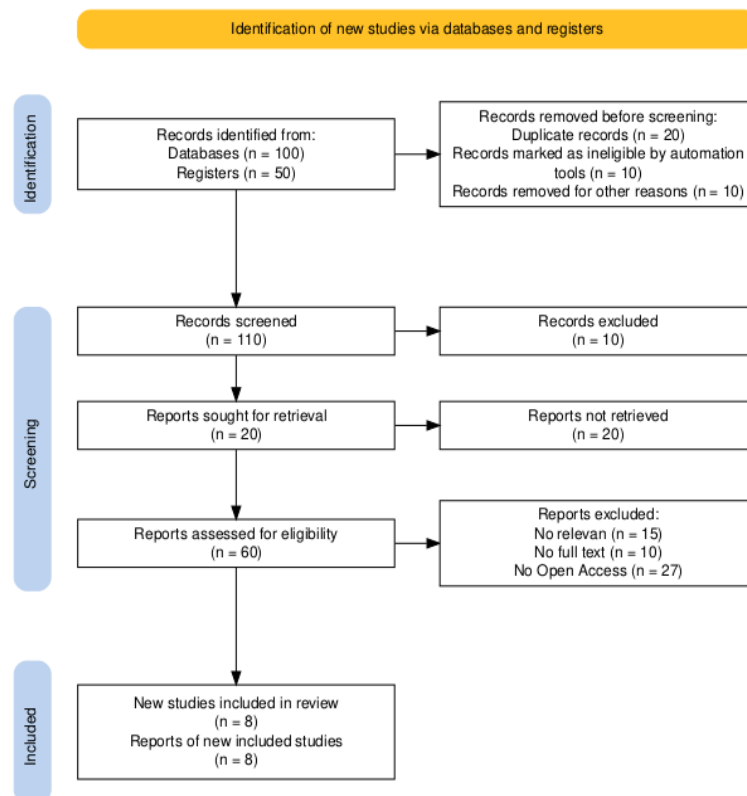 Identification of new studies via databases and registers
Identification
Records identified from:
Databases (n = 100)
Registers (n = 50)
Records removed before screening:
Duplicate records (n = 20)
Records marked as ineligible by automation
tools (n = 10)
Records removed for other reasons (n = 10)
Screening
Records screened
(n = 110)
Records excluded
(n = 10)
Reports sought for retrieval
(n = 20)
Reports not retrieved
(n = 20)
Reports assessed for eligibility
(n = 60)
Reports excluded:
No relevan (n = 15)
No full text (n = 10)
No Open Access (n = 27)
Included
New studies included in review
(n = 8)
Reports of new included studies
(n = 8)